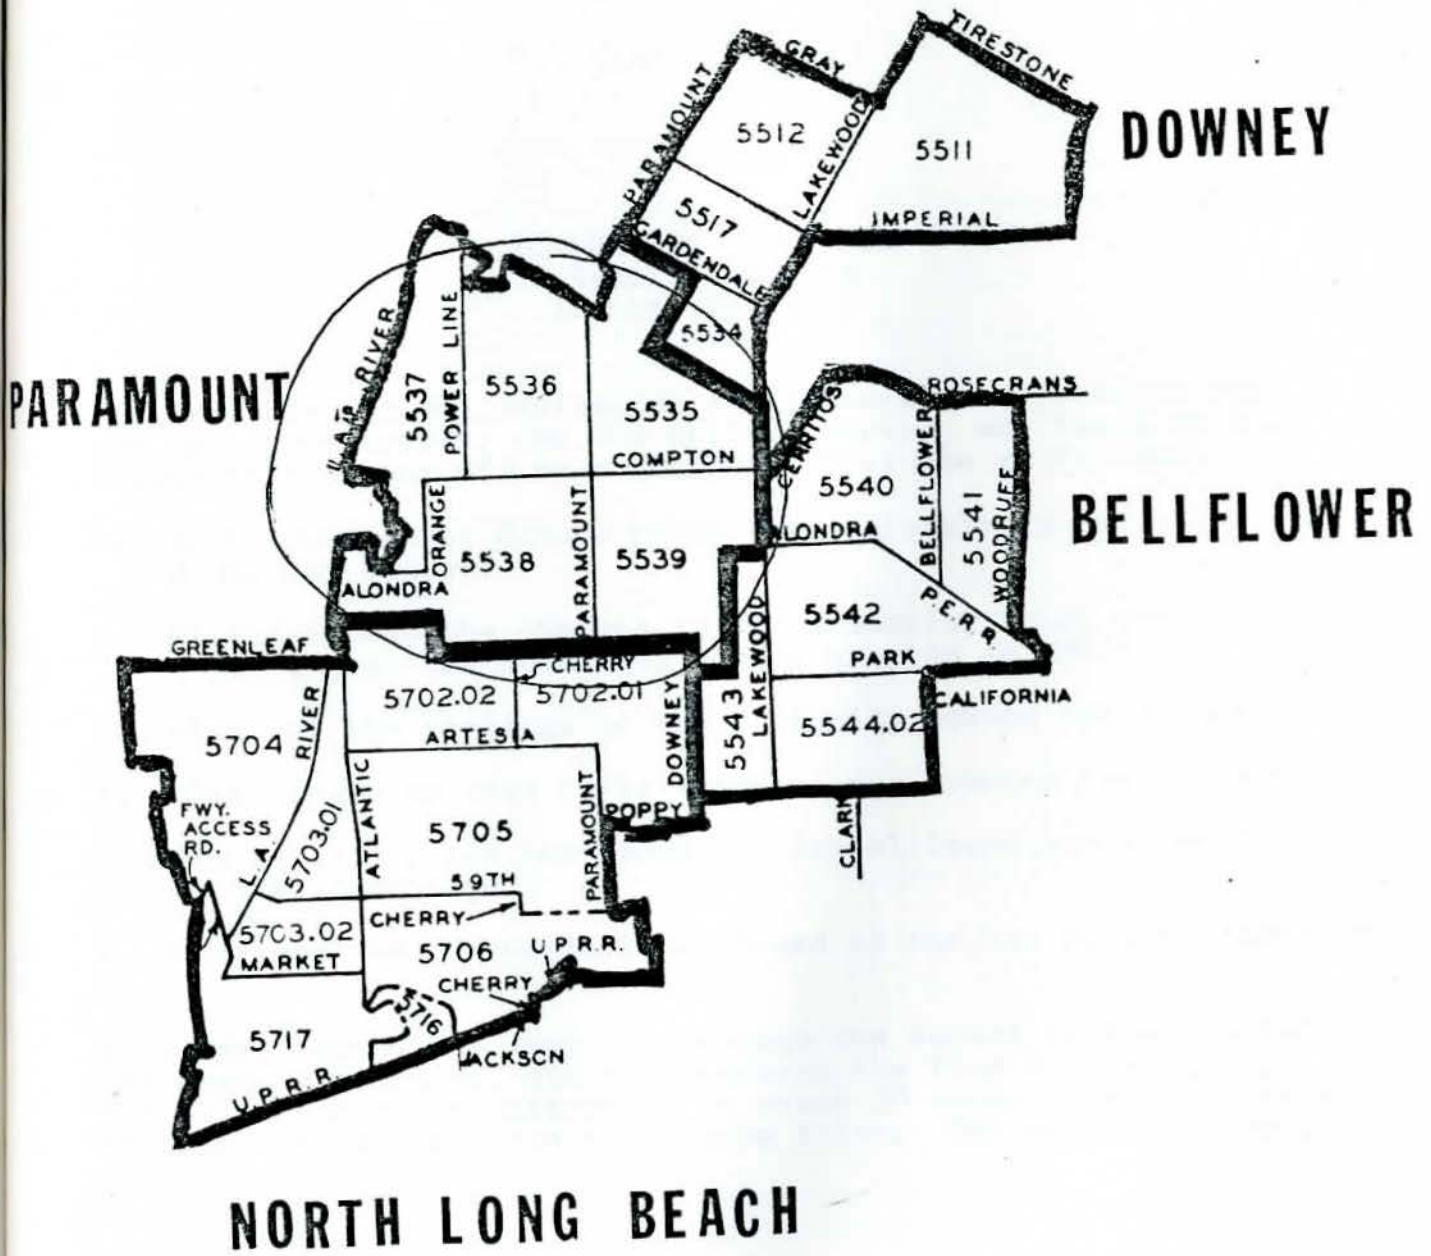 FIRESTONE
GRAY
PARAMOUNT
5512
LAKEWOOD
5511
DOWNEY
5517
IMPERIAL
GARDENDALE
5534
RIVER
PARAMOUNT
5537
POWER LINE
5536
5535
COMPTON
CERRITOS
ROSECRANS
5540
BELLFLOWER
5541
WOODRUFF
BELLFLOWER
ORANGE
5538
PARAMOUNT
5539
ALONDRA
ALONDRA
5542
P.E.R.R.
LAKEWOOD
PARK
GREENLEAF
CHERRY
5702.02
5702.01
DOWNEY
5543
5544.02
CALIFORNIA
5704
RIVER
ARTESIA
L.A.
5703.01
ATLANTIC
5705
PARAMOUNT
POPPY
CLARK
FWY.
ACCESS
RD.
59TH
CHERRY
5703.02
MARKET
5706
U.P.R.R.
CHERRY
5716
5717
JACKSON
U.P.R.R.
NORTH LONG BEACH